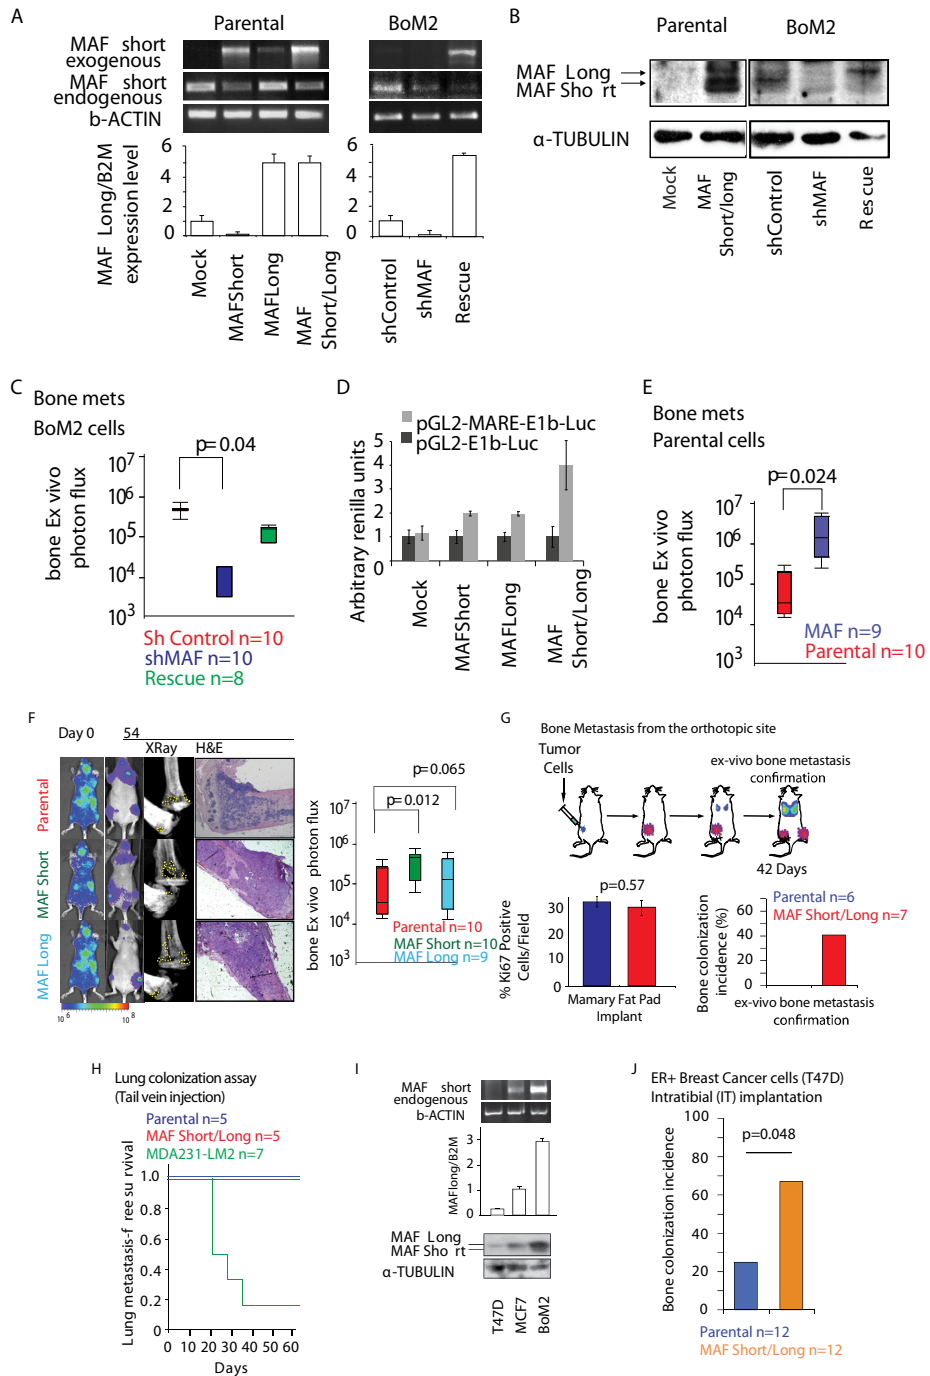 A
Parental
BoM2
MAF short
exogenous
MAF short
endogenous
b-ACTIN
MAF Long/B2M
expression level
6
4
2
0
6
4
2
0
Mock
MAFShort
MAFLong
MAF
Short/Long
shControl
shMAF
Rescue
B
Parental
BoM2
MAF Long
MAF Sho rt
α-TUBULIN
Mock
MAF
Short/long
shControl
shMAF
Res cue
C
Bone mets
BoM2 cells
p=0.04
bone Ex vivo
photon flux
10^7
10^6
10^5
10^4
10^3
Sh Control n=10
shMAF n=10
Rescue n=8
D
pGL2-MARE-E1b-Luc
pGL2-E1b-Luc
Arbitrary renilla units
5
4
3
2
1
0
Mock
MAFShort
MAFLong
MAF
Short/Long
E
Bone mets
Parental cells
p=0.024
bone Ex vivo
photon flux
10^7
10^6
10^5
10^4
10^3
MAF n=9
Parental n=10
F
Day 0
54
XRay
H&E
Parental
MAF Short
MAF Long
10^6
10^8
p=0.065
p=0.012
bone Ex vivo photon flux
10^7
10^6
10^5
10^4
10^3
Parental n=10
MAF Short n=10
MAF Long n=9
G
Bone Metastasis from the orthotopic site
Tumor
Cells
ex-vivo bone metastasis
confirmation
42 Days
p=0.57
% Ki67 Positive
Cells/Field
30
20
10
0
Mamary Fat Pad
Implant
Parental n=6
MAF Short/Long n=7
Bone colonization
incidence (%)
60
40
20
0
ex-vivo bone metastasis
confirmation
H
Lung colonization assay
(Tail vein injection)
Parental n=5
MAF Short/Long n=5
MDA231-LM2 n=7
Lung metastasis-f ree su rvival
1.0
0.8
0.6
0.4
0.2
0 10 20 30 40 50 60
Days
I
MAF short
endogenous
b-ACTIN
MAFlong/B2M
3
2
1
0
MAF Long
MAF Sho rt
α-TUBULIN
T47D
MCF7
BoM2
J
ER+ Breast Cancer cells (T47D)
Intratibial (IT) implantation
p=0.048
Bone colonization incidence
100
80
60
40
20
0
Parental n=12
MAF Short/Long n=12